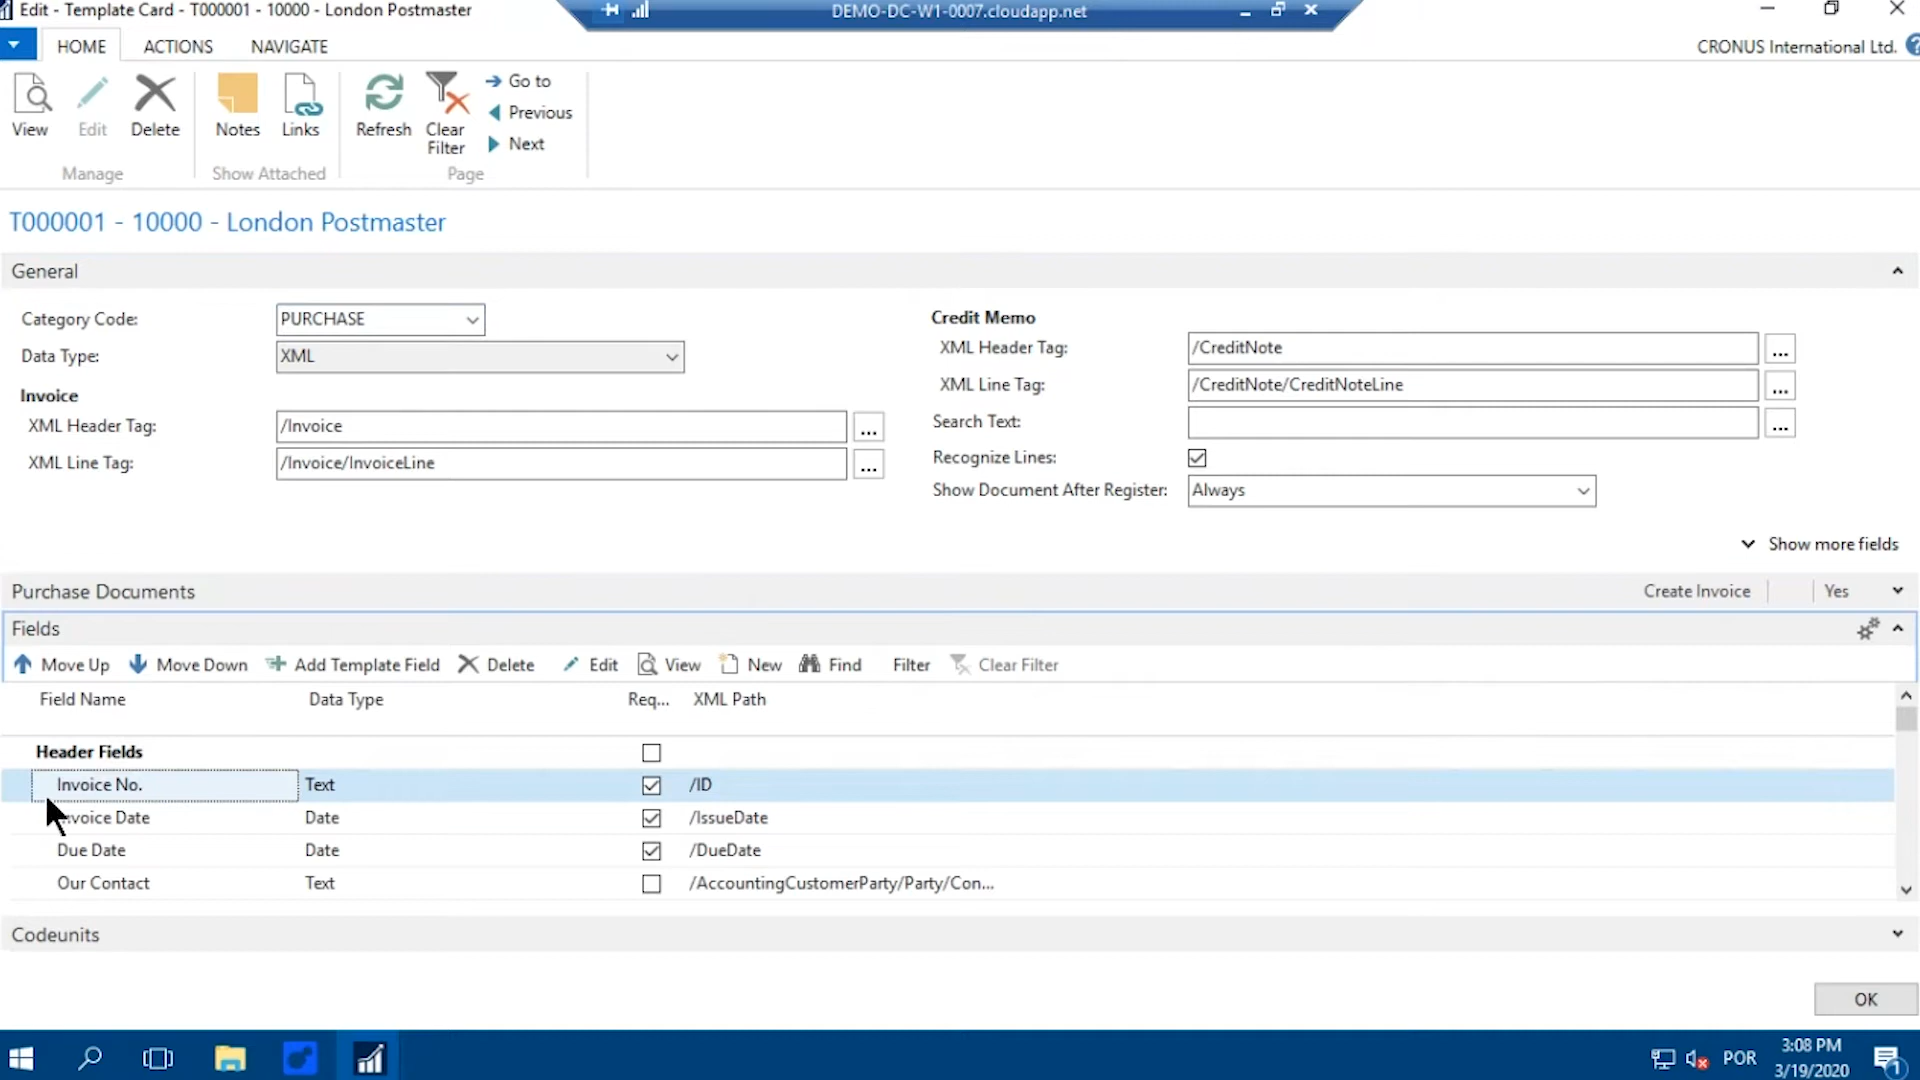 Edit - Template Card - T000001 - 10000 - London Postmaster
DEMO-DC-W1-0007.cloudapp.net
HOME ACTIONS NAVIGATE
CRONUS International Ltd.
View Edit Delete Notes Links Refresh Clear Filter
Go to
Previous
Next
Manage Show Attached Page
T000001 - 10000 - London Postmaster
General
Category Code: PURCHASE
Data Type: XML
Invoice
XML Header Tag: /Invoice ...
XML Line Tag: /Invoice/InvoiceLine ...
Credit Memo
XML Header Tag: /CreditNote ...
XML Line Tag: /CreditNote/CreditNoteLine ...
Search Text: ...
Recognize Lines:
Show Document After Register: Always
Show more fields
Purchase Documents Create Invoice Yes
Fields
Move Up Move Down Add Template Field Delete Edit View New Find Filter Clear Filter
Field Name Data Type Req... XML Path
Header Fields
Invoice No. Text /ID
Invoice Date Date /IssueDate
Due Date Date /DueDate
Our Contact Text /AccountingCustomerParty/Party/Con...
Codeunits
OK
POR
3:08 PM
3/19/2020
1